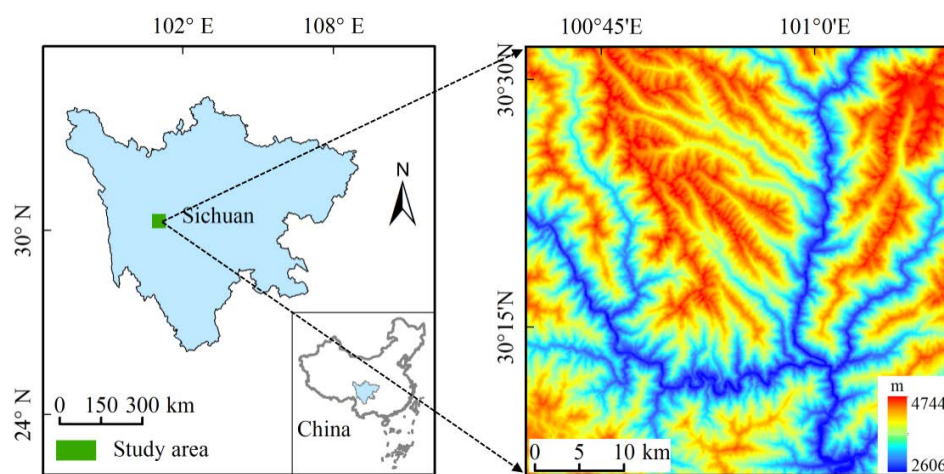 102° E 108° E
30° N
24° N
Sichuan
N
0 150 300 km
Study area
China
100°45'E 101°0'E
30°30'N
30°15'N
0 5 10 km
m
4744
2606